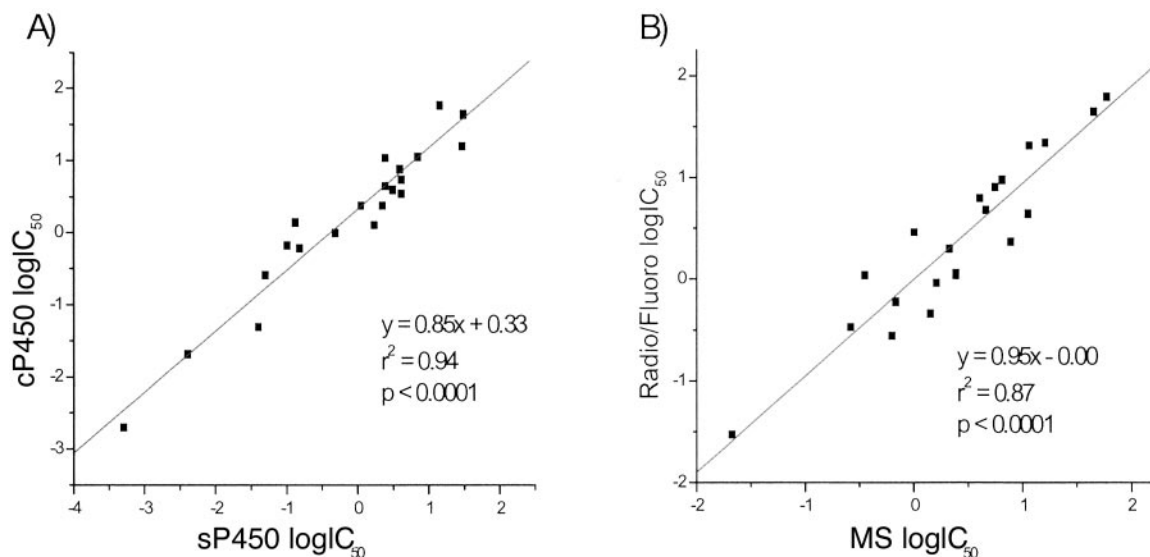 A)
2
1
0
-1
-2
-3
cP450 logIC50
-4 -3 -2 -1 0 1 2
sP450 logIC50
y = 0.85x + 0.33
r2 = 0.94
p < 0.0001
B)
2
1
0
-1
-2
Radio/Fluoro logIC50
-2 -1 0 1 2
MS logIC50
y = 0.95x - 0.00
r2 = 0.87
p < 0.0001